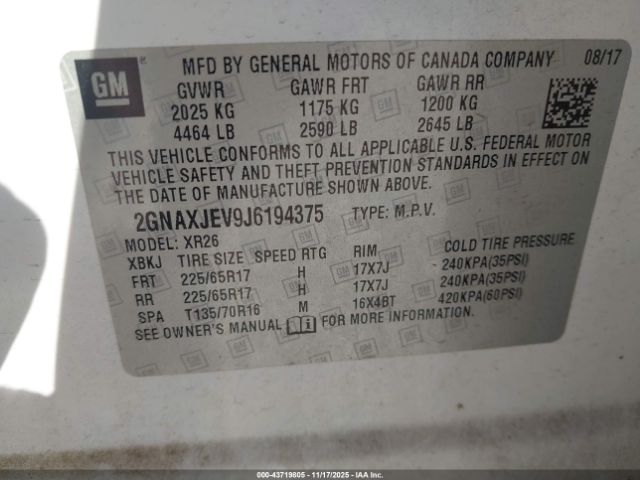 GM
MFD BY GENERAL MOTORS OF CANADA COMPANY 08/17
GVWR GAWR FRT GAWR RR
2025 KG 1175 KG 1200 KG
4464 LB 2590 LB 2645 LB
THIS VEHICLE CONFORMS TO ALL APPLICABLE U.S. FEDERAL MOTOR
VEHICLE SAFETY AND THEFT PREVENTION STANDARDS IN EFFECT ON
THE DATE OF MANUFACTURE SHOWN ABOVE.
2GNAXJEV9J6194375 TYPE: M.P.V.
MODEL: XR26
XBKJ TIRE SIZE SPEED RTG RIM COLD TIRE PRESSURE
FRT 225/65R17 H 17X7J 240KPA(35PSI)
RR 225/65R17 H 17X7J 240KPA(35PSI)
SPA T135/70R16 M 16X4BT 420KPA(60PSI)
SEE OWNER'S MANUAL FOR MORE INFORMATION.
000-43719805 - 11/17/2025 - IAA Inc.